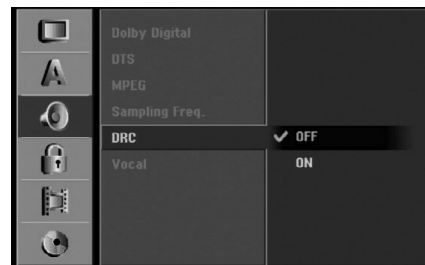 Dolby Digital
DTS
MPEG
Sampling Freq.
DRC
OFF
Vocal
ON